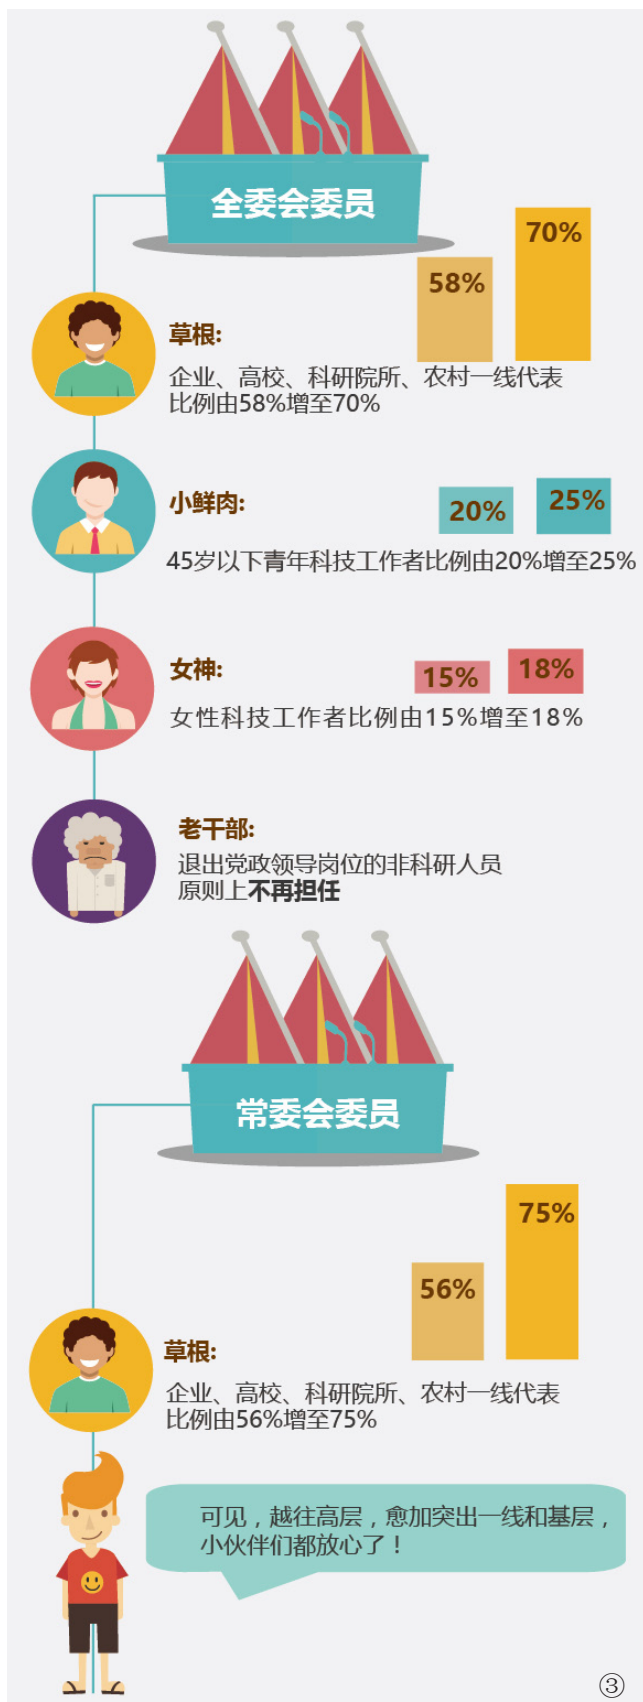 全委会委员
58%
70%
草根:
企业、高校、科研院所、农村一线代表
比例由58%增至70%
小鲜肉:
20%
25%
45岁以下青年科技工作者比例由20%增至25%
女神:
15%
18%
女性科技工作者比例由15%增至18%
老干部:
退出党政领导岗位的非科研人员
原则上不再担任
常委会委员
56%
75%
草根:
企业、高校、科研院所、农村一线代表
比例由56%增至75%
可见，越往高层，愈加突出一线和基层，
小伙伴们都放心了！
③